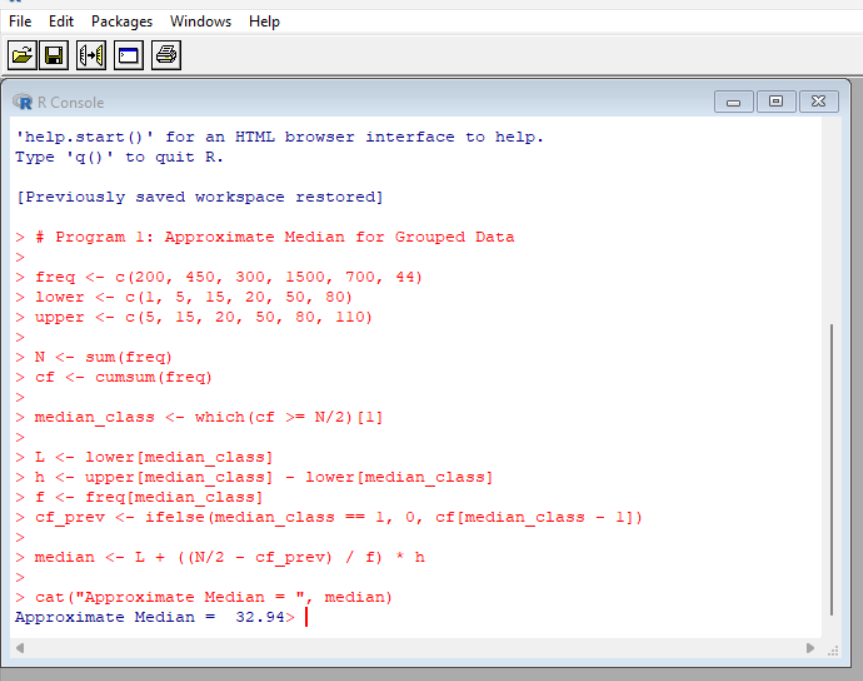 File Edit Packages Windows Help
R Console
'help.start()' for an HTML browser interface to help.
Type 'q()' to quit R.
[Previously saved workspace restored]
> # Program 1: Approximate Median for Grouped Data
>
> freq <- c(200, 450, 300, 1500, 700, 44)
> lower <- c(1, 5, 15, 20, 50, 80)
> upper <- c(5, 15, 20, 50, 80, 110)
>
> N <- sum(freq)
> cf <- cumsum(freq)
>
> median_class <- which(cf >= N/2)[1]
>
> L <- lower[median_class]
> h <- upper[median_class] - lower[median_class]
> f <- freq[median_class]
> cf_prev <- ifelse(median_class == 1, 0, cf[median_class - 1])
>
> median <- L + ((N/2 - cf_prev) / f) * h
>
> cat("Approximate Median = ", median)
Approximate Median =  32.94>